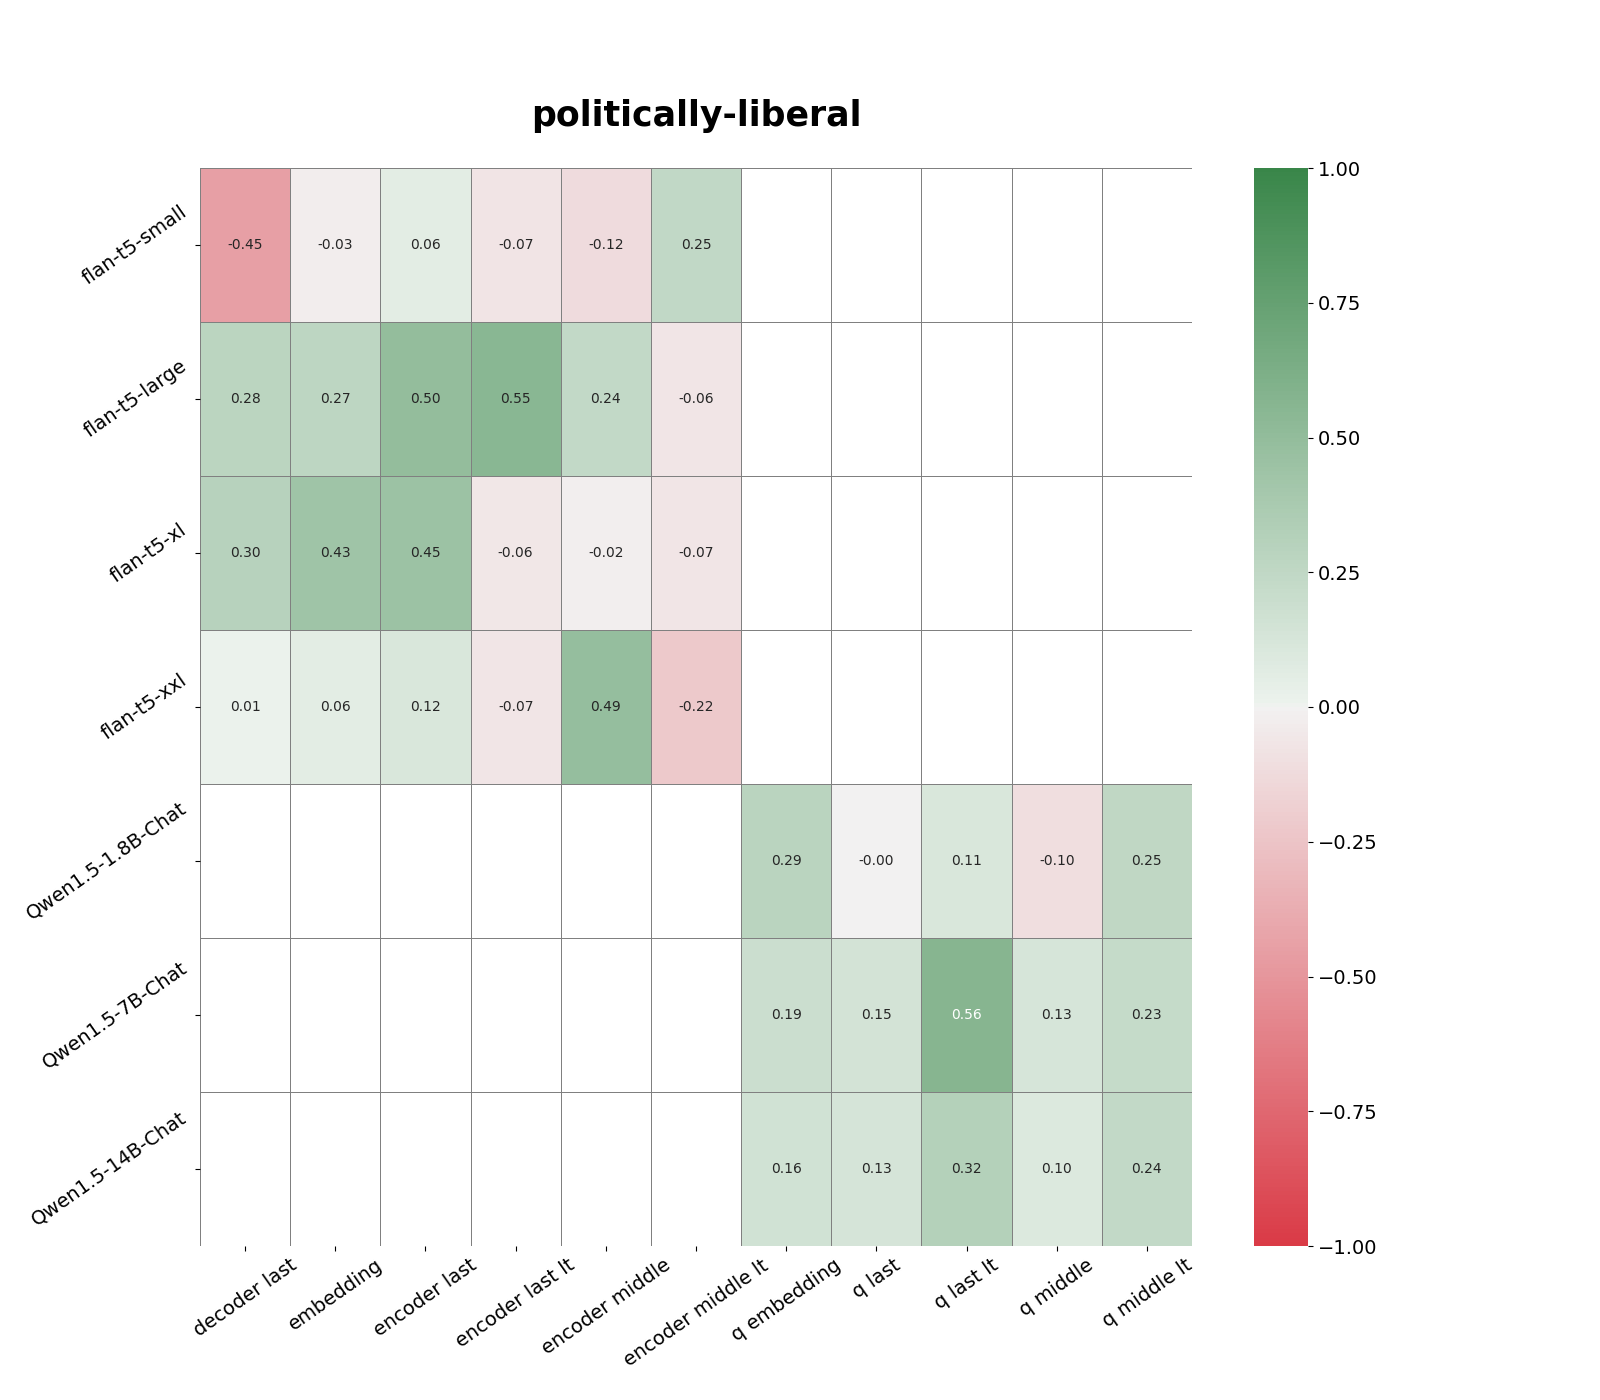 politically-liberal
flan-t5-small -0.45 -0.03 0.06 -0.07 -0.12 0.25
flan-t5-large 0.28 0.27 0.50 0.55 0.24 -0.06
flan-t5-xl 0.30 0.43 0.45 -0.06 -0.02 -0.07
flan-t5-xxl 0.01 0.06 0.12 -0.07 0.49 -0.22
Qwen1.5-1.8B-Chat 0.29 -0.00 0.11 -0.10 0.25
Qwen1.5-7B-Chat 0.19 0.15 0.56 0.13 0.23
Qwen1.5-14B-Chat 0.16 0.13 0.32 0.10 0.24
decoder last
embedding
encoder last
encoder last lt
encoder middle
encoder middle lt
q embedding
q last
q last lt
q middle
q middle lt
1.00
0.75
0.50
0.25
0.00
−0.25
−0.50
−0.75
−1.00